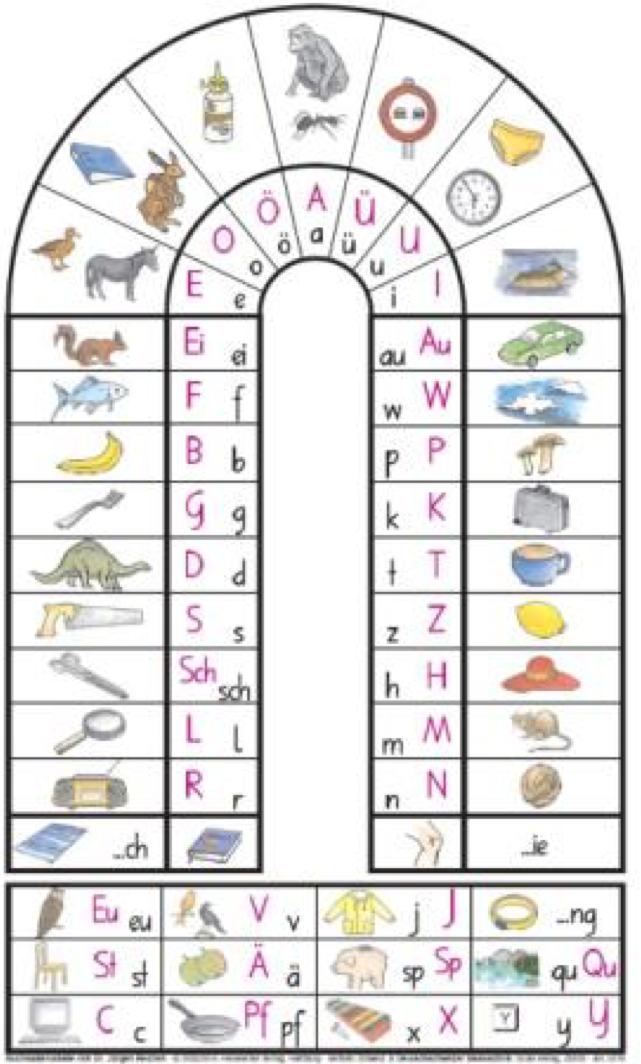 A a
Ö ö
Ü ü
O o
U u
E e
i I
Ei ei
au Au
F f
w W
B b
p P
G g
k K
D d
t T
S s
z Z
Sch sch
h H
L l
m M
R r
n N
...ch
...ie
Eu eu
V v
j J
...ng
St st
Ä ä
sp Sp
qu Qu
C c
Pf pf
x X
Y
y Y